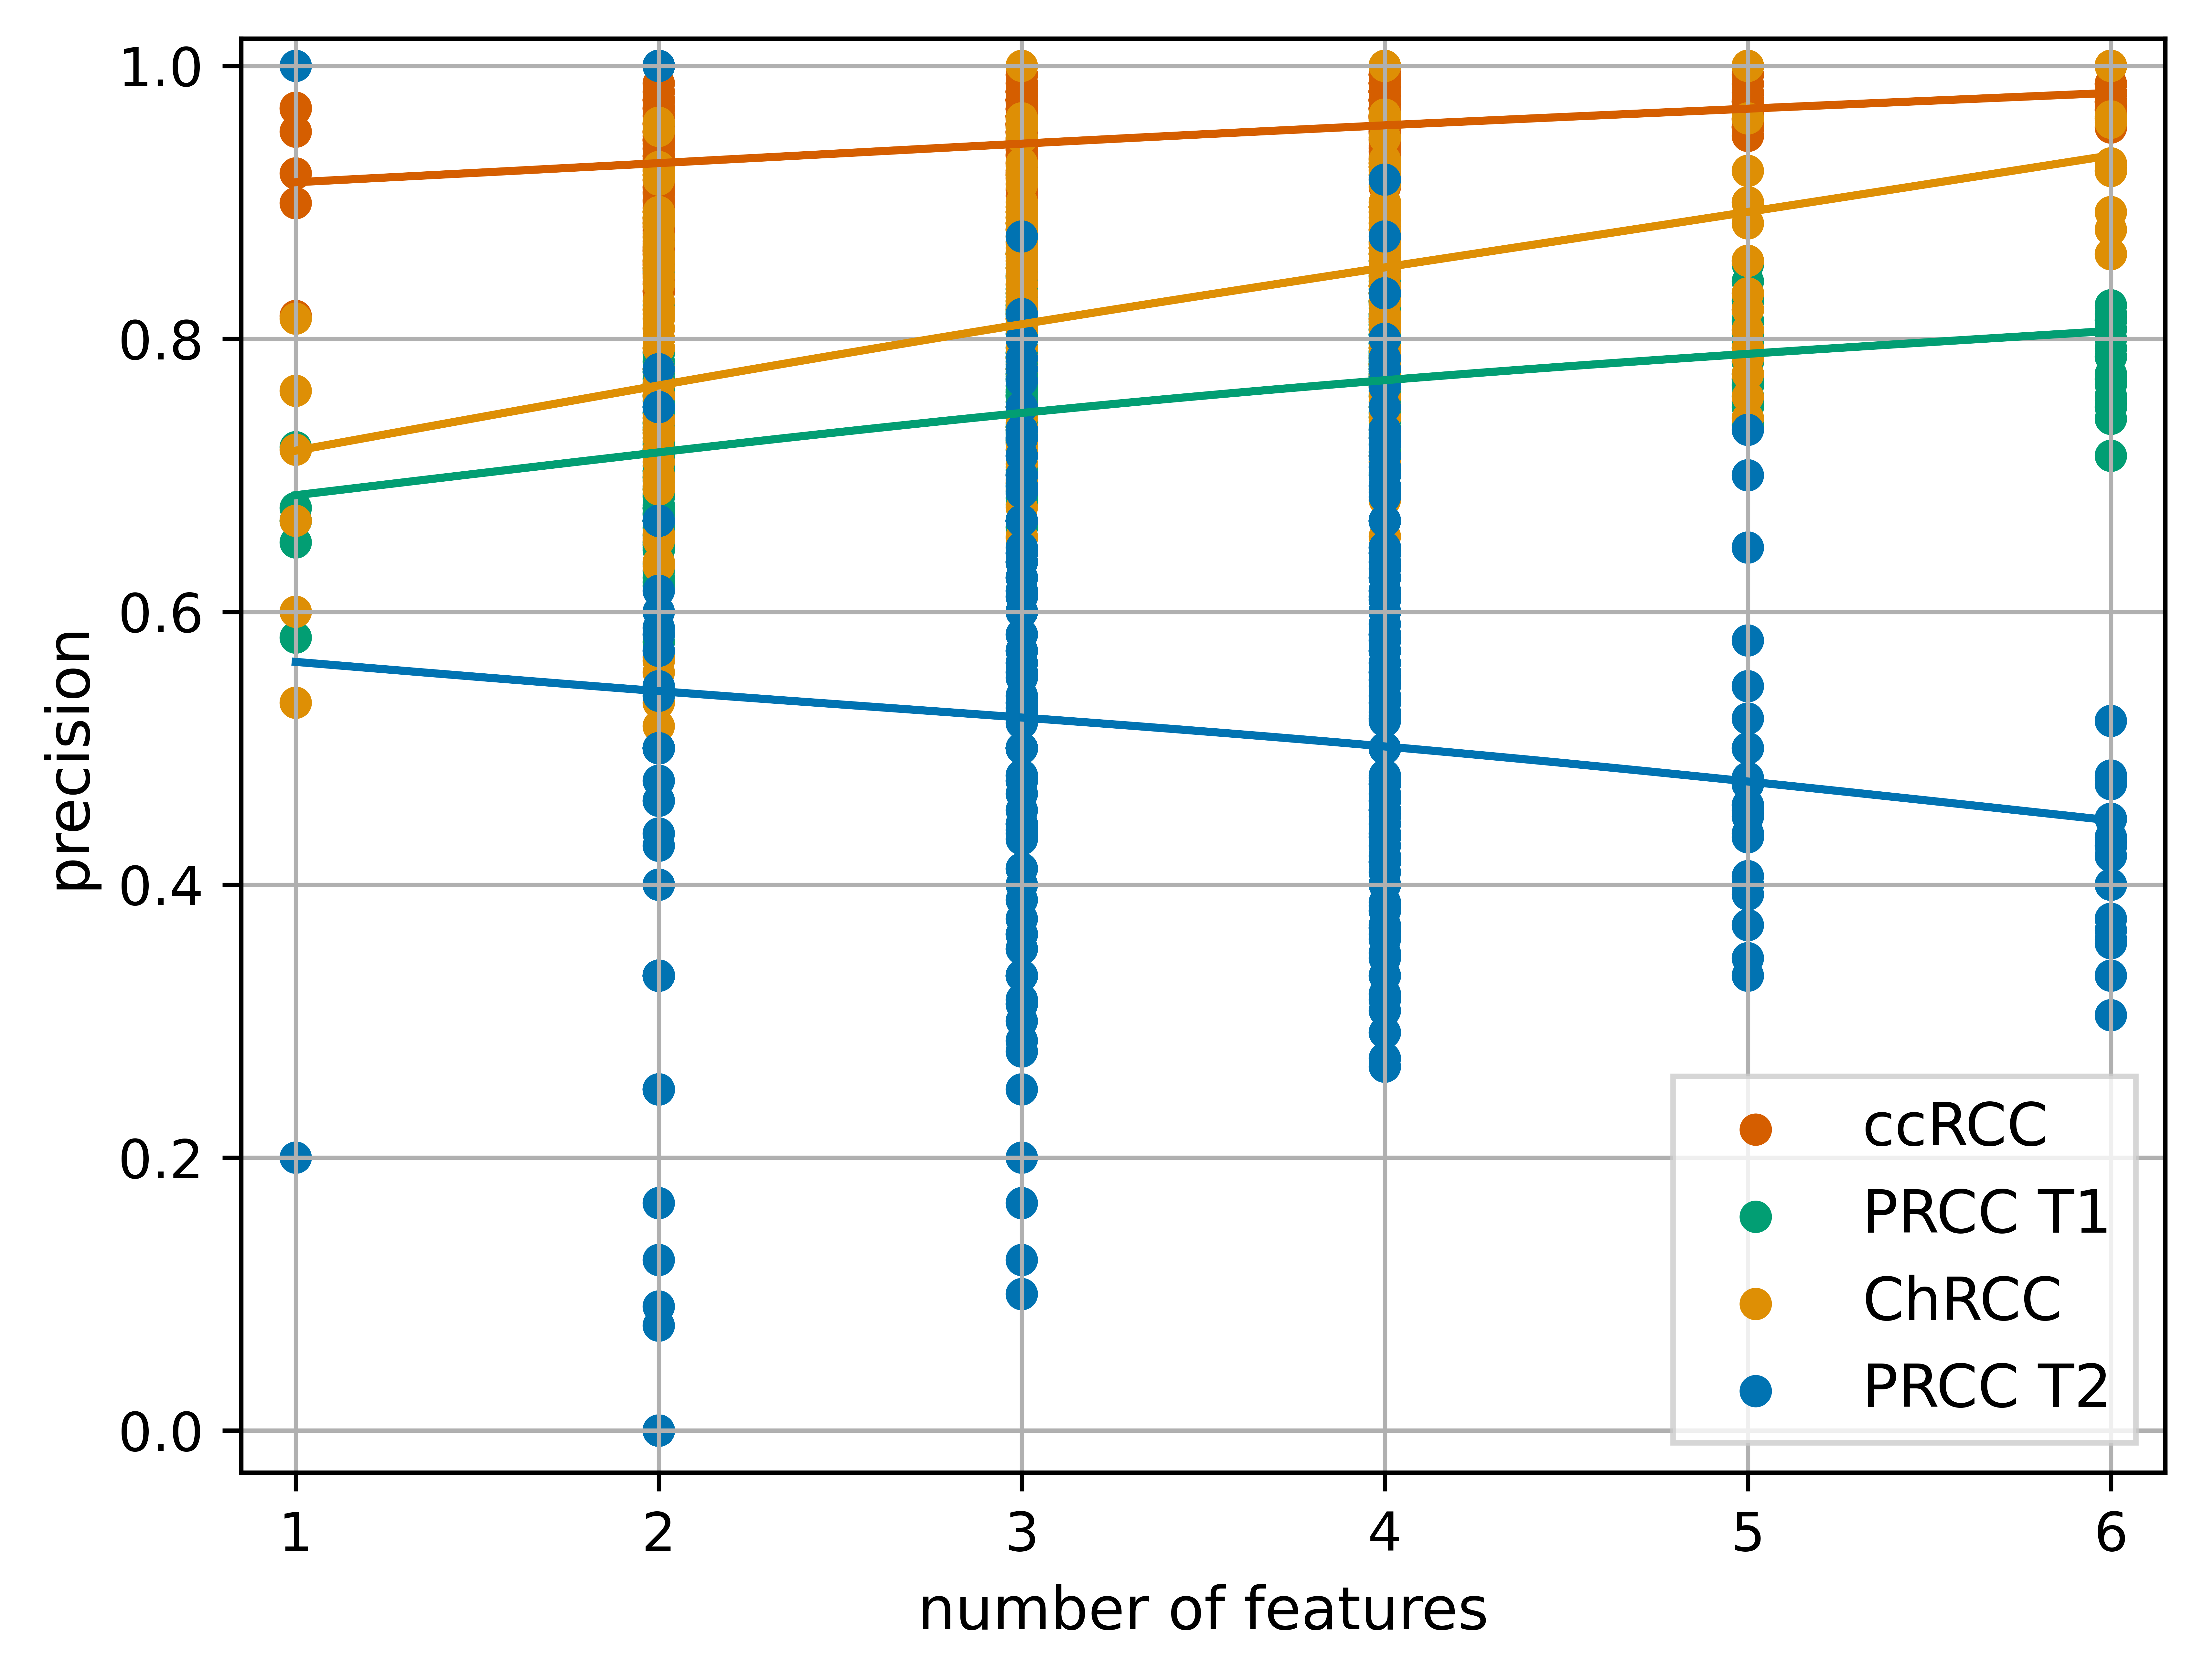 1.0
0.8
0.6
0.4
0.2
0.0
precision
ccRCC
PRCC T1
ChRCC
PRCC T2
1 2 3 4 5 6
number of features